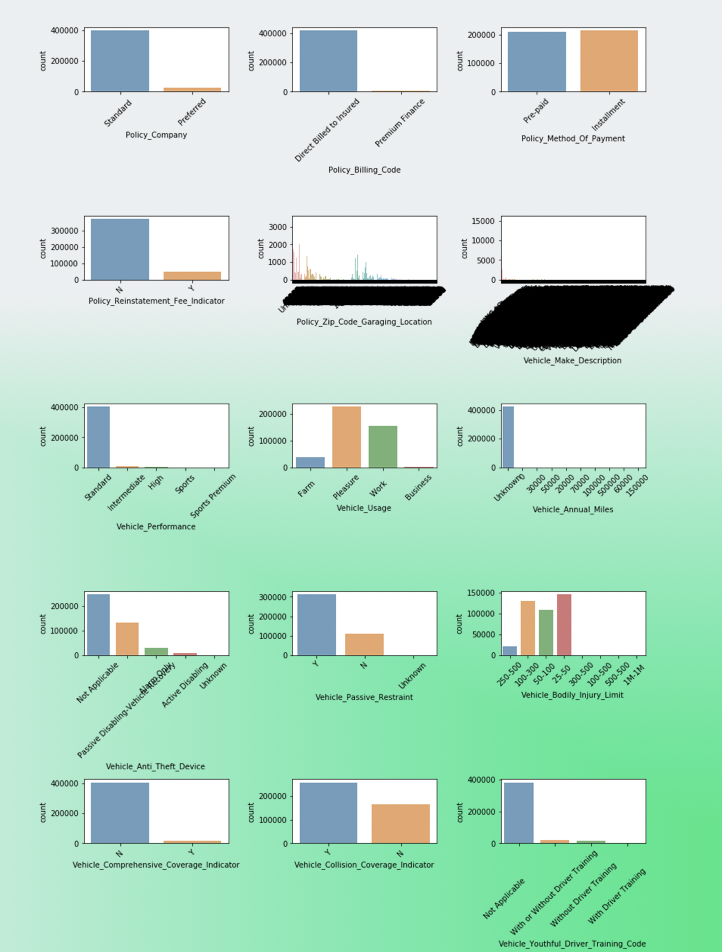 400000
200000
0
count
Standard
Preferred
Policy_Company
400000
200000
0
count
Direct Billed to Insured
Premium Finance
Policy_Billing_Code
200000
100000
0
count
Pre-paid
Installment
Policy_Method_Of_Payment
300000
200000
100000
0
count
N
Y
Policy_Reinstatement_Fee_Indicator
3000
2000
1000
0
count
Policy_Zip_Code_Garaging_Location
15000
10000
5000
0
count
Vehicle_Make_Description
400000
200000
0
count
Standard
Intermediate
High
Sports
Sports Premium
Vehicle_Performance
200000
100000
0
count
Farm
Pleasure
Work
Business
Vehicle_Usage
400000
200000
0
count
Unknown
0
30000
50000
20000
70000
100000
500000
60000
150000
Vehicle_Annual_Miles
200000
100000
0
count
Not Applicable
Passive Disabling-Vehicle Recovery
Alarm Only
Active Disabling
Unknown
Vehicle_Anti_Theft_Device
300000
200000
100000
0
count
Y
N
Unknown
Vehicle_Passive_Restraint
150000
100000
50000
0
count
250-500
100-300
50-100
25-50
300-500
100-500
500-500
1M-1M
Vehicle_Bodily_Injury_Limit
400000
200000
0
count
N
Y
Vehicle_Comprehensive_Coverage_Indicator
200000
100000
0
count
Y
N
Vehicle_Collision_Coverage_Indicator
400000
200000
0
count
Not Applicable
With or Without Driver Training
Without Driver Training
With Driver Training
Vehicle_Youthful_Driver_Training_Code